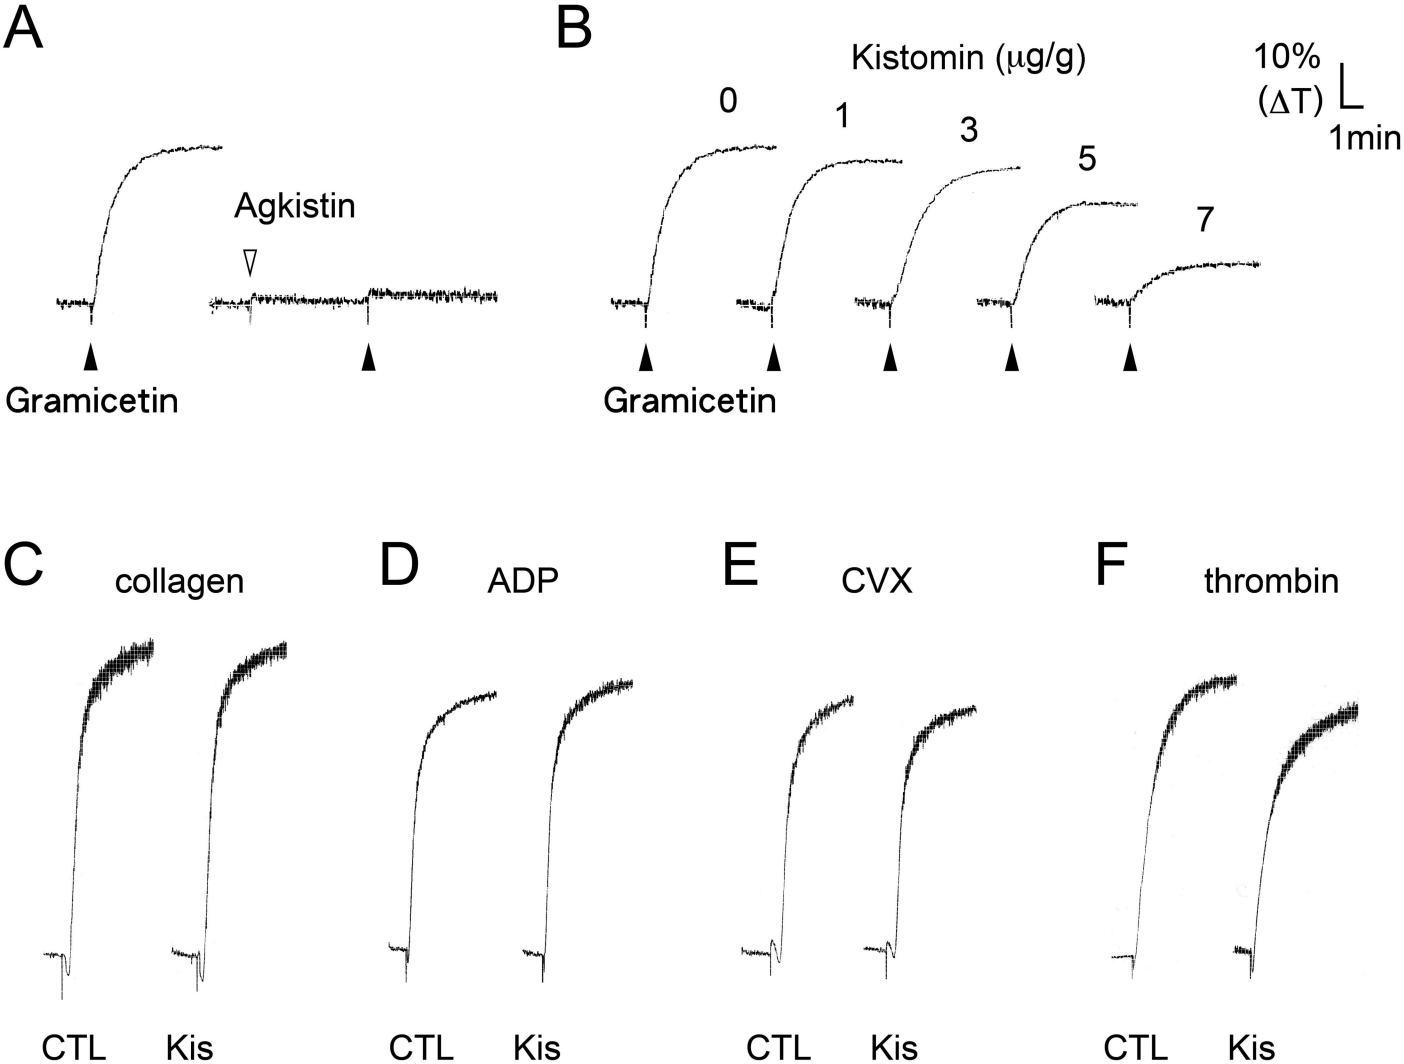 A
B
Kistomin (μg/g)
10%
(ΔT)
1min
0
1
3
5
7
Agkistin
Gramicetin
Gramicetin
C
collagen
D
ADP
E
CVX
F
thrombin
CTL Kis
CTL Kis
CTL Kis
CTL Kis